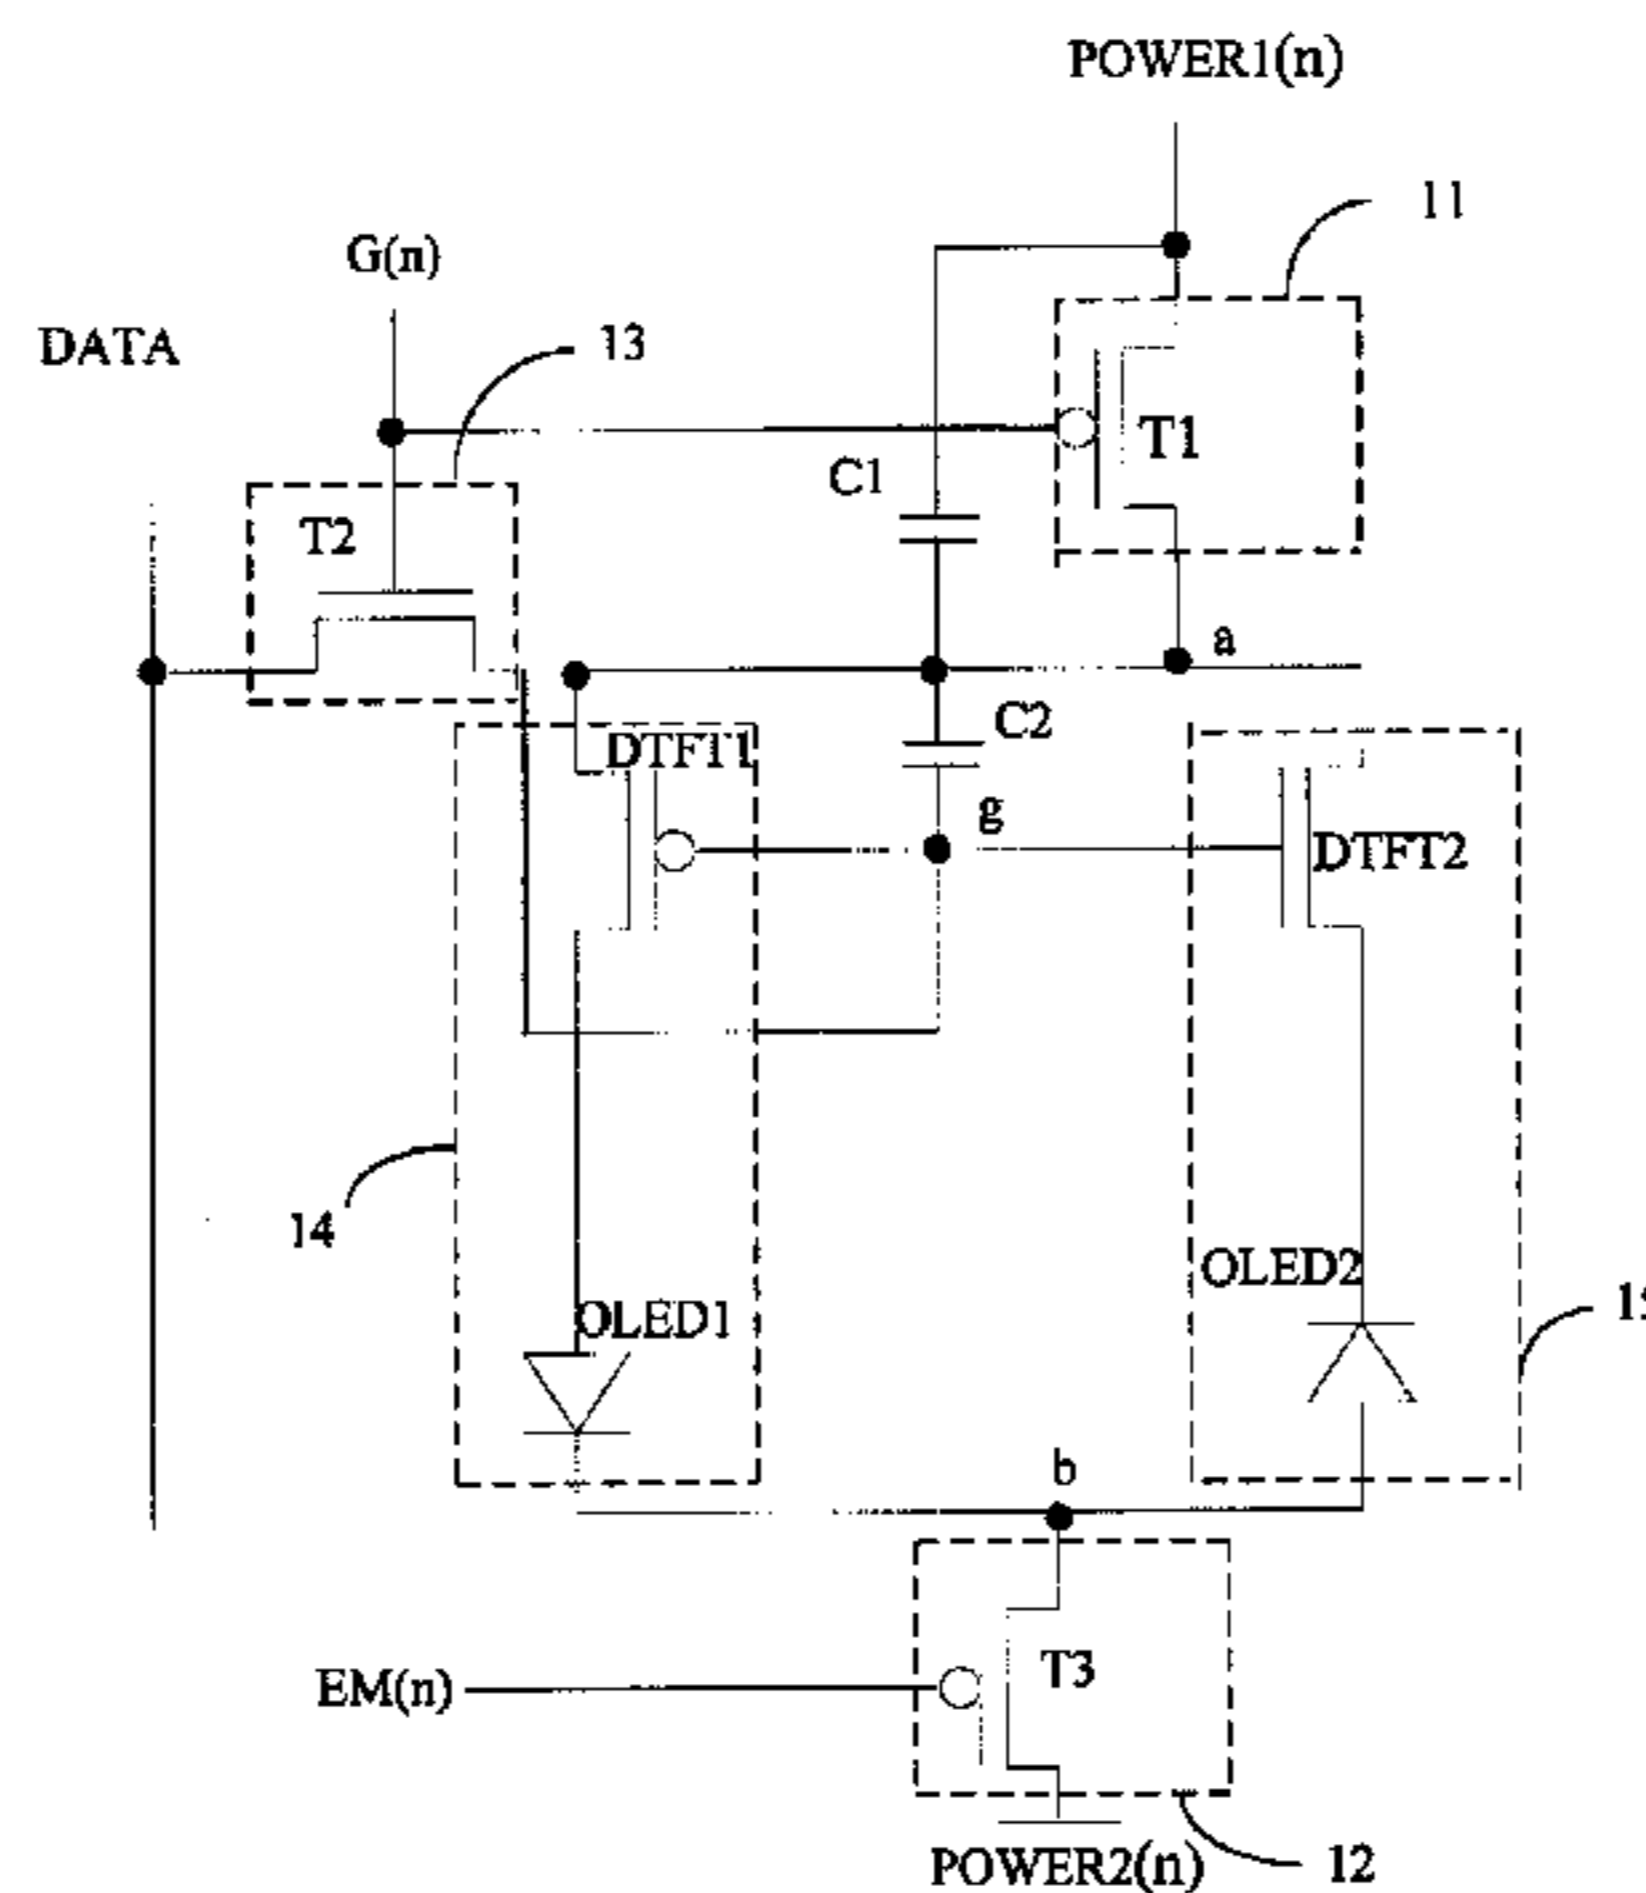 POWER1(n)
11
G(n)
DATA
13
T1
C1
T2
a
C2
DTFT1
g
DTFT2
14
OLED2
OLED1
b
T3
EM(n)
12
POWER2(n)